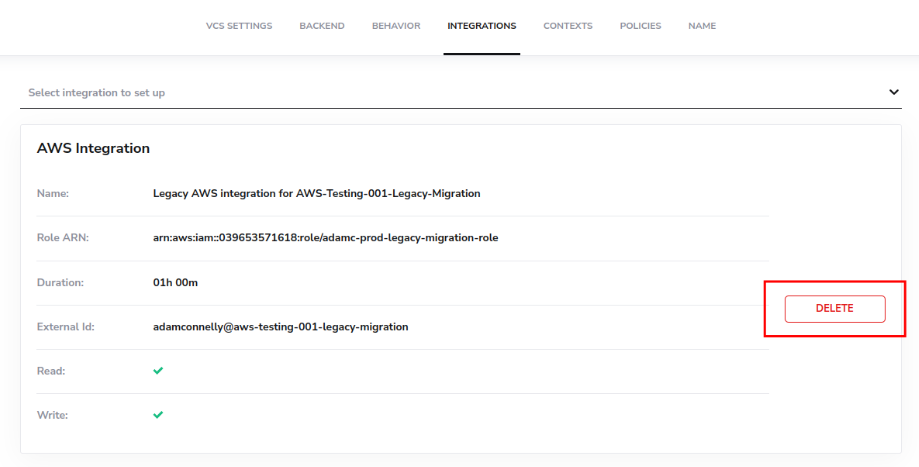 VCS SETTINGS BACKEND BEHAVIOR INTEGRATIONS CONTEXTS POLICIES NAME
Select integration to set up
AWS Integration
Name: Legacy AWS integration for AWS-Testing-001-Legacy-Migration
Role ARN: arn:aws:iam::039653571618:role/adamc-prod-legacy-migration-role
Duration: 01h 00m
DELETE
External Id: adamconnelly@aws-testing-001-legacy-migration
Read:
Write: